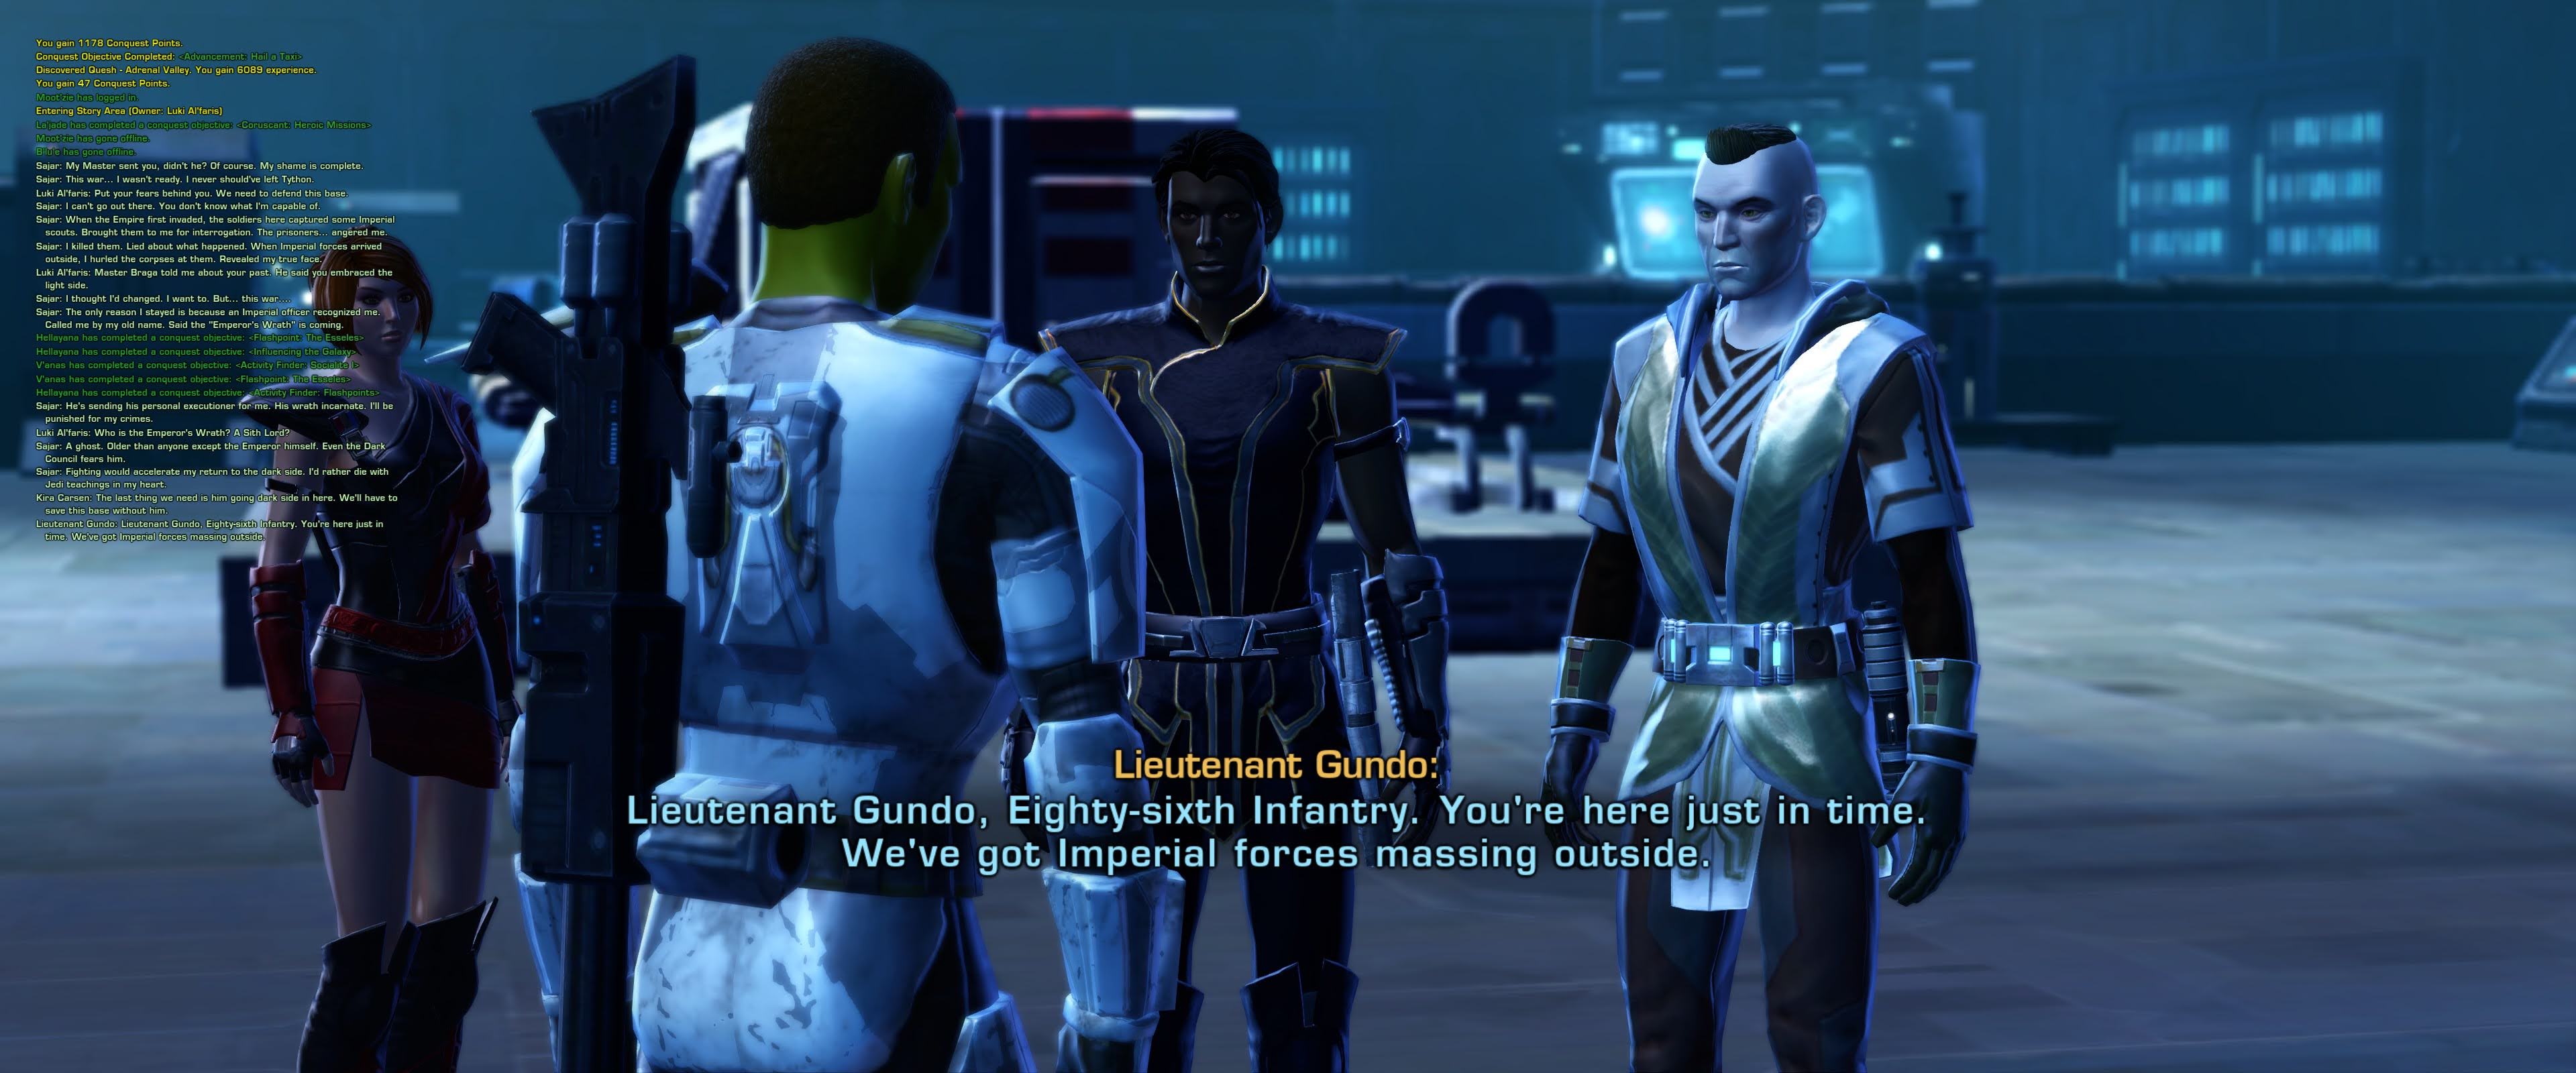 You gain 1178 Conquest Points.
Conquest Objective Completed: <Advancement: Hail a Taxi>
Discovered Quesh - Adrenal Valley. You gain 6089 experience.
You gain 47 Conquest Points.
Moot'zie has logged in.
Entering Story Area (Owner: Luki Al'faris)
La'jade has completed a conquest objective: <Coruscant: Heroic Missions>
Moot'zie has gone offline.
has gone offline.
Sajar: My Master sent you, didn't he? Of course. My shame is complete.
Sajar: This war... I wasn't ready. I never should've left Tython.
Luki Al'faris: Put your fears behind you. We need to defend this base.
Sajar: I can't go out there. You don't know what I'm capable of.
Sajar: When the Empire first invaded, the soldiers here captured some Imperial
scouts. Brought them to me for interrogation. The prisoners... angered me.
Sajar: I killed them. Lied about what happened. When Imperial forces arrived
outside, I hurled the corpses at them. Revealed my true face.
Luki Al'faris: Master Braga told me about your past. He said you embraced the
light side.
Sajar: I thought I'd changed. I want to. But... this war....
Sajar: The only reason I stayed is because an Imperial officer recognized me.
Called me by my old name. Said the "Emperor's Wrath" is coming.
Hellayana has completed a conquest objective: <Flashpoint: The Esseles>
Hellayana has completed a conquest objective: <Influencing the Galaxy>
V'anas has completed a conquest objective: <Activity Finder: Socialite I>
V'anas has completed a conquest objective: <Flashpoint: The Esseles>
Hellayana has completed a conquest objective: <Activity Finder: Flashpoints>
Sajar: He's sending his personal executioner for me. His wrath incarnate. I'll be
punished for my crimes.
Luki Al'faris: Who is the Emperor's Wrath? A Sith Lord?
Sajar: A ghost. Older than anyone except the Emperor himself. Even the Dark
Council fears him.
Sajar: Fighting would accelerate my return to the dark side. I'd rather die with
Jedi teachings in my heart.
Kira Carsen: The last thing we need is him going dark side in here. We'll have to
save this base without him.
Lieutenant Gundo: Lieutenant Gundo, Eighty-sixth Infantry. You're here just in
time. We've got Imperial forces massing outside.
Lieutenant Gundo:
Lieutenant Gundo, Eighty-sixth Infantry. You're here just in time.
We've got Imperial forces massing outside.